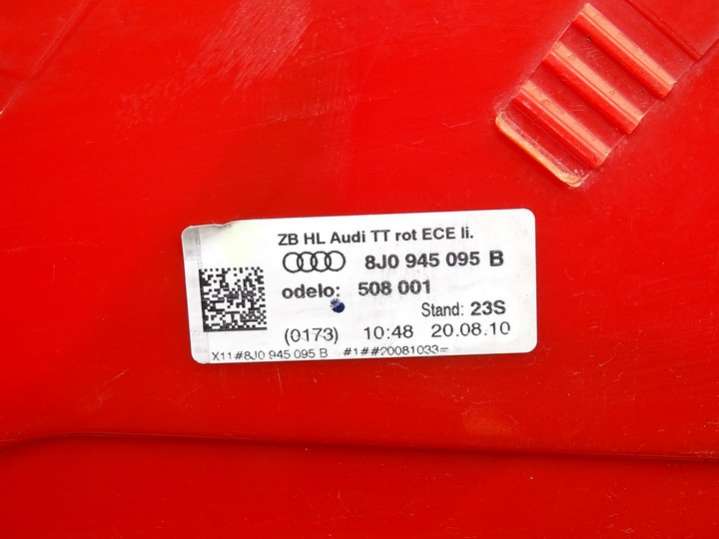 ZB HL Audi TT rot ECE li.
8J0 945 095 B
odelo: 508 001
Stand: 23S
(0173) 10:48 20.08.10
X11#8J0 945 095 B #1##20081033=